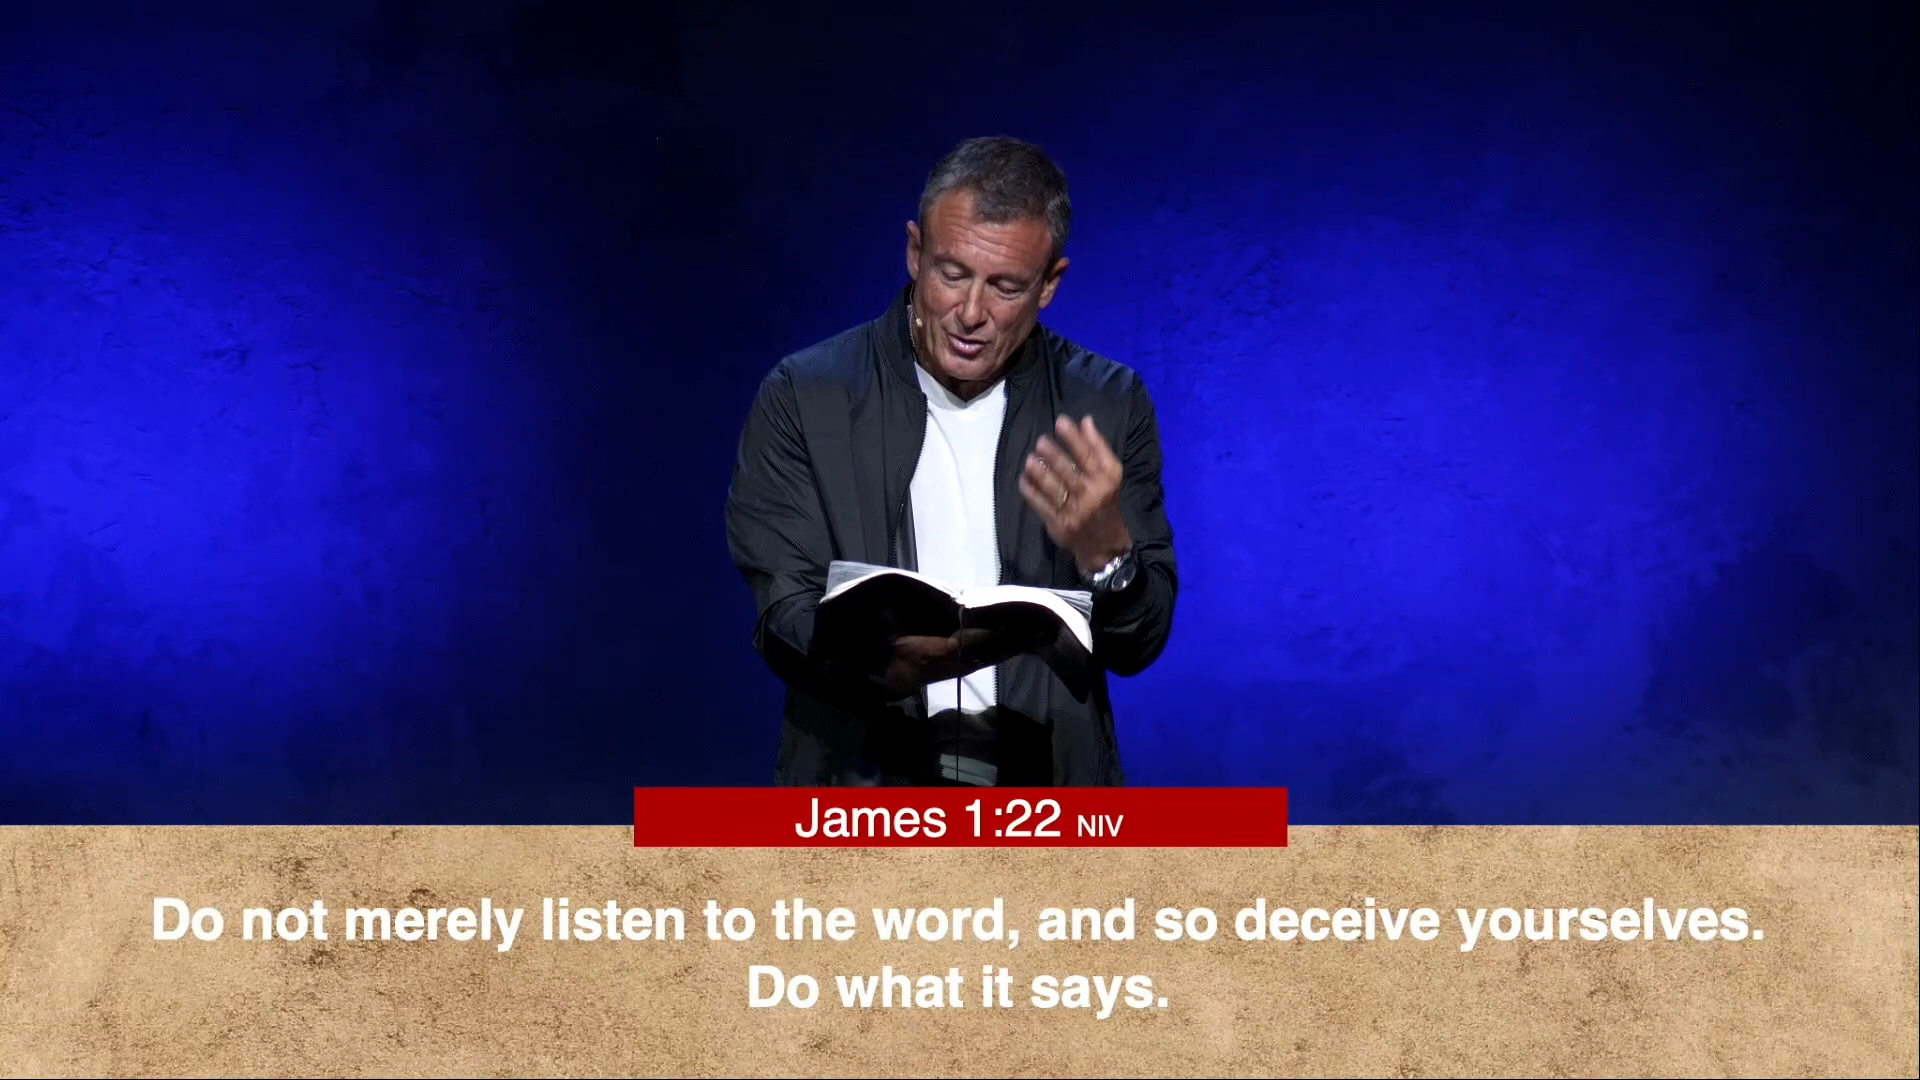 James 1:22 NIV
Do not merely listen to the word, and so deceive yourselves.
Do what it says.